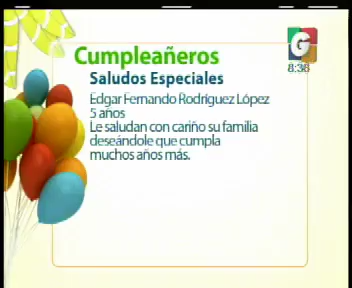 Cumpleañeros
G
8:38
Saludos Especiales
Edgar Fernando Rodríguez López
5 años
Le saludan con cariño su familia
deseándole que cumpla
muchos años más.